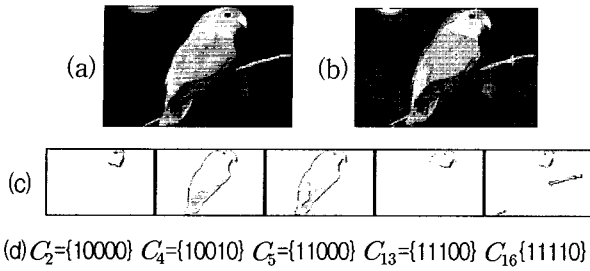 (a) (b)
(c)
(d) C₂={10000} C₄={10010} C₅={11000} C₁₃={11100} C₁₆{11110}